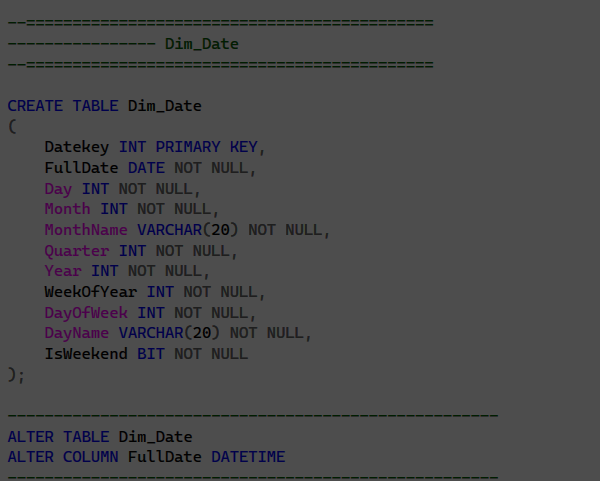 --============================================
---------------- Dim_Date
--============================================
CREATE TABLE Dim_Date
(
    Datekey INT PRIMARY KEY,
    FullDate DATE NOT NULL,
    Day INT NOT NULL,
    Month INT NOT NULL,
    MonthName VARCHAR(20) NOT NULL,
    Quarter INT NOT NULL,
    Year INT NOT NULL,
    WeekOfYear INT NOT NULL,
    DayOfWeek INT NOT NULL,
    DayName VARCHAR(20) NOT NULL,
    IsWeekend BIT NOT NULL
);
-----------------------------------------------------
ALTER TABLE Dim_Date
ALTER COLUMN FullDate DATETIME
-----------------------------------------------------